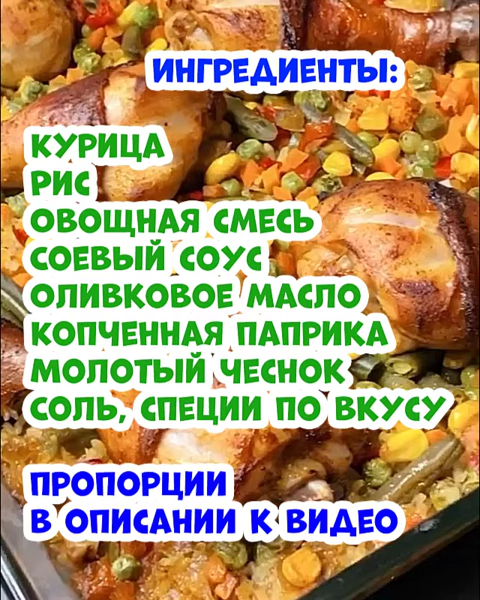 ИНГРЕДИЕНТЫ:
КУРИЦА
РИС
ОВОЩНАЯ СМЕСЬ
СОЕВЫЙ СОУС
ОЛИВКОВОЕ МАСЛО
КОПЧЕННАЯ ПАПРИКА
МОЛОТЫЙ ЧЕСНОК
СОЛЬ, СПЕЦИИ ПО ВКУСУ
ПРОПОРЦИИ
В ОПИСАНИИ К ВИДЕО